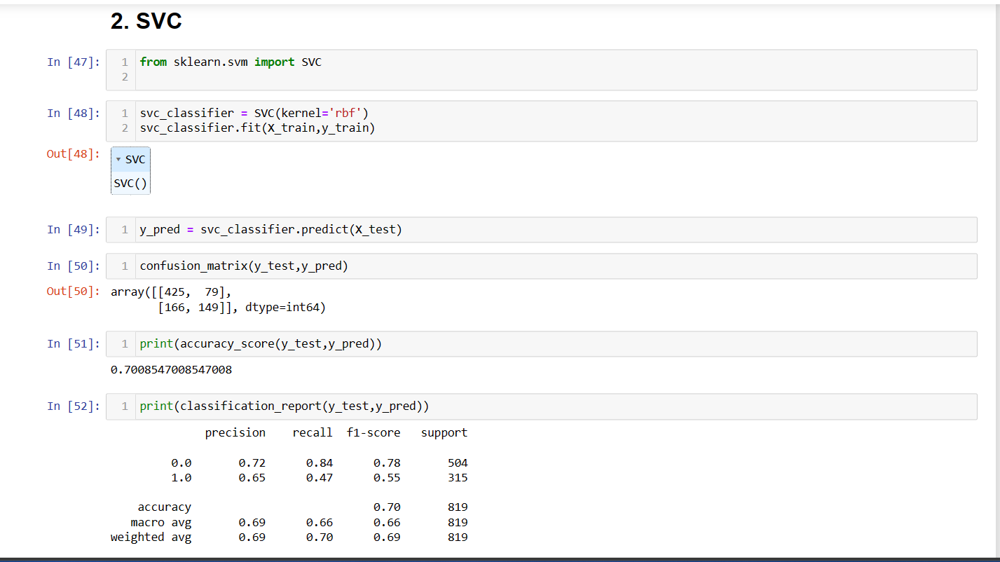 2. SVC
In [47]:
1 from sklearn.svm import SVC
2
In [48]:
1 svc_classifier = SVC(kernel='rbf')
2 svc_classifier.fit(X_train,y_train)
Out[48]:
▾ SVC
SVC()
In [49]:
1 y_pred = svc_classifier.predict(X_test)
In [50]:
1 confusion_matrix(y_test,y_pred)
Out[50]:
array([[425,  79],
       [166, 149]], dtype=int64)
In [51]:
1 print(accuracy_score(y_test,y_pred))
0.7008547008547008
In [52]:
1 print(classification_report(y_test,y_pred))
              precision    recall  f1-score   support
         0.0       0.72      0.84      0.78       504
         1.0       0.65      0.47      0.55       315
    accuracy                           0.70       819
   macro avg       0.69      0.66      0.66       819
weighted avg       0.69      0.70      0.69       819